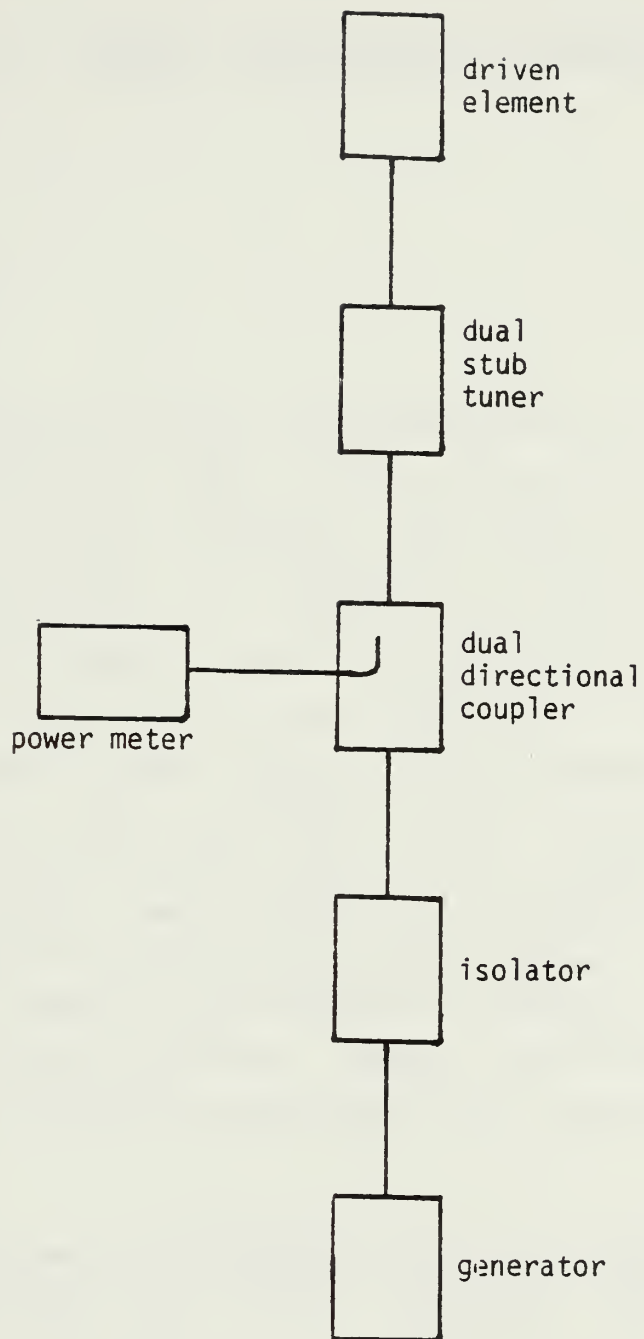 driven
element
dual
stub
tuner
dual
directional
coupler
power meter
isolator
generator